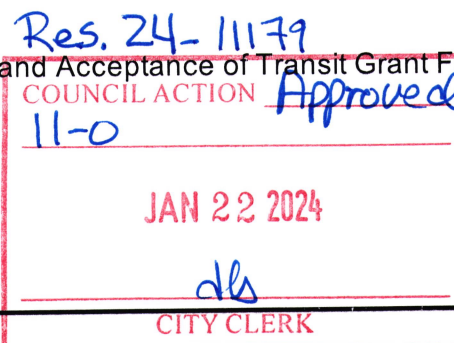 Res. 24-11179
and Acceptance of Transit Grant F
COUNCIL ACTION Approved
11-0
JAN 22 2024
dls
CITY CLERK